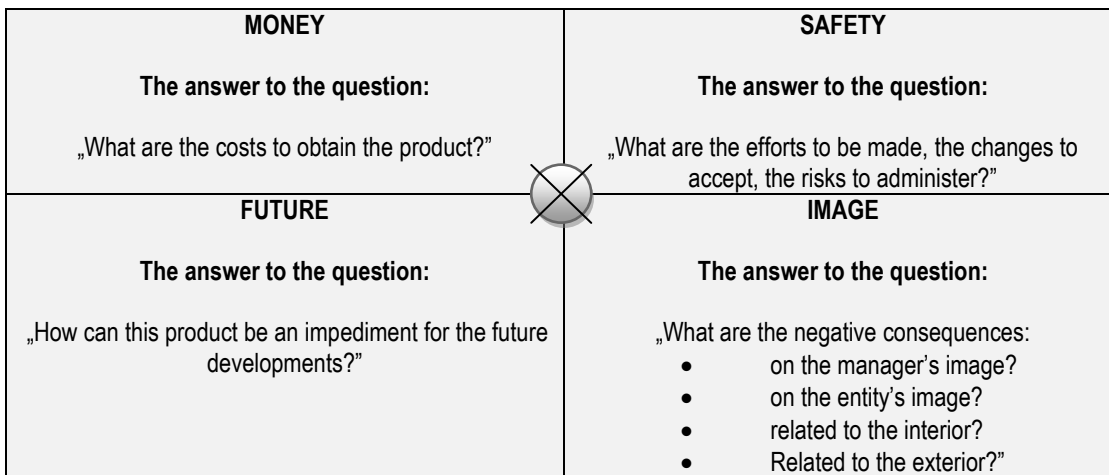 MONEY
The answer to the question:
„What are the costs to obtain the product?”
SAFETY
The answer to the question:
„What are the efforts to be made, the changes to
accept, the risks to administer?”
FUTURE
The answer to the question:
„How can this product be an impediment for the future
developments?”
IMAGE
The answer to the question:
„What are the negative consequences:
• on the manager’s image?
• on the entity’s image?
• related to the interior?
• Related to the exterior?”